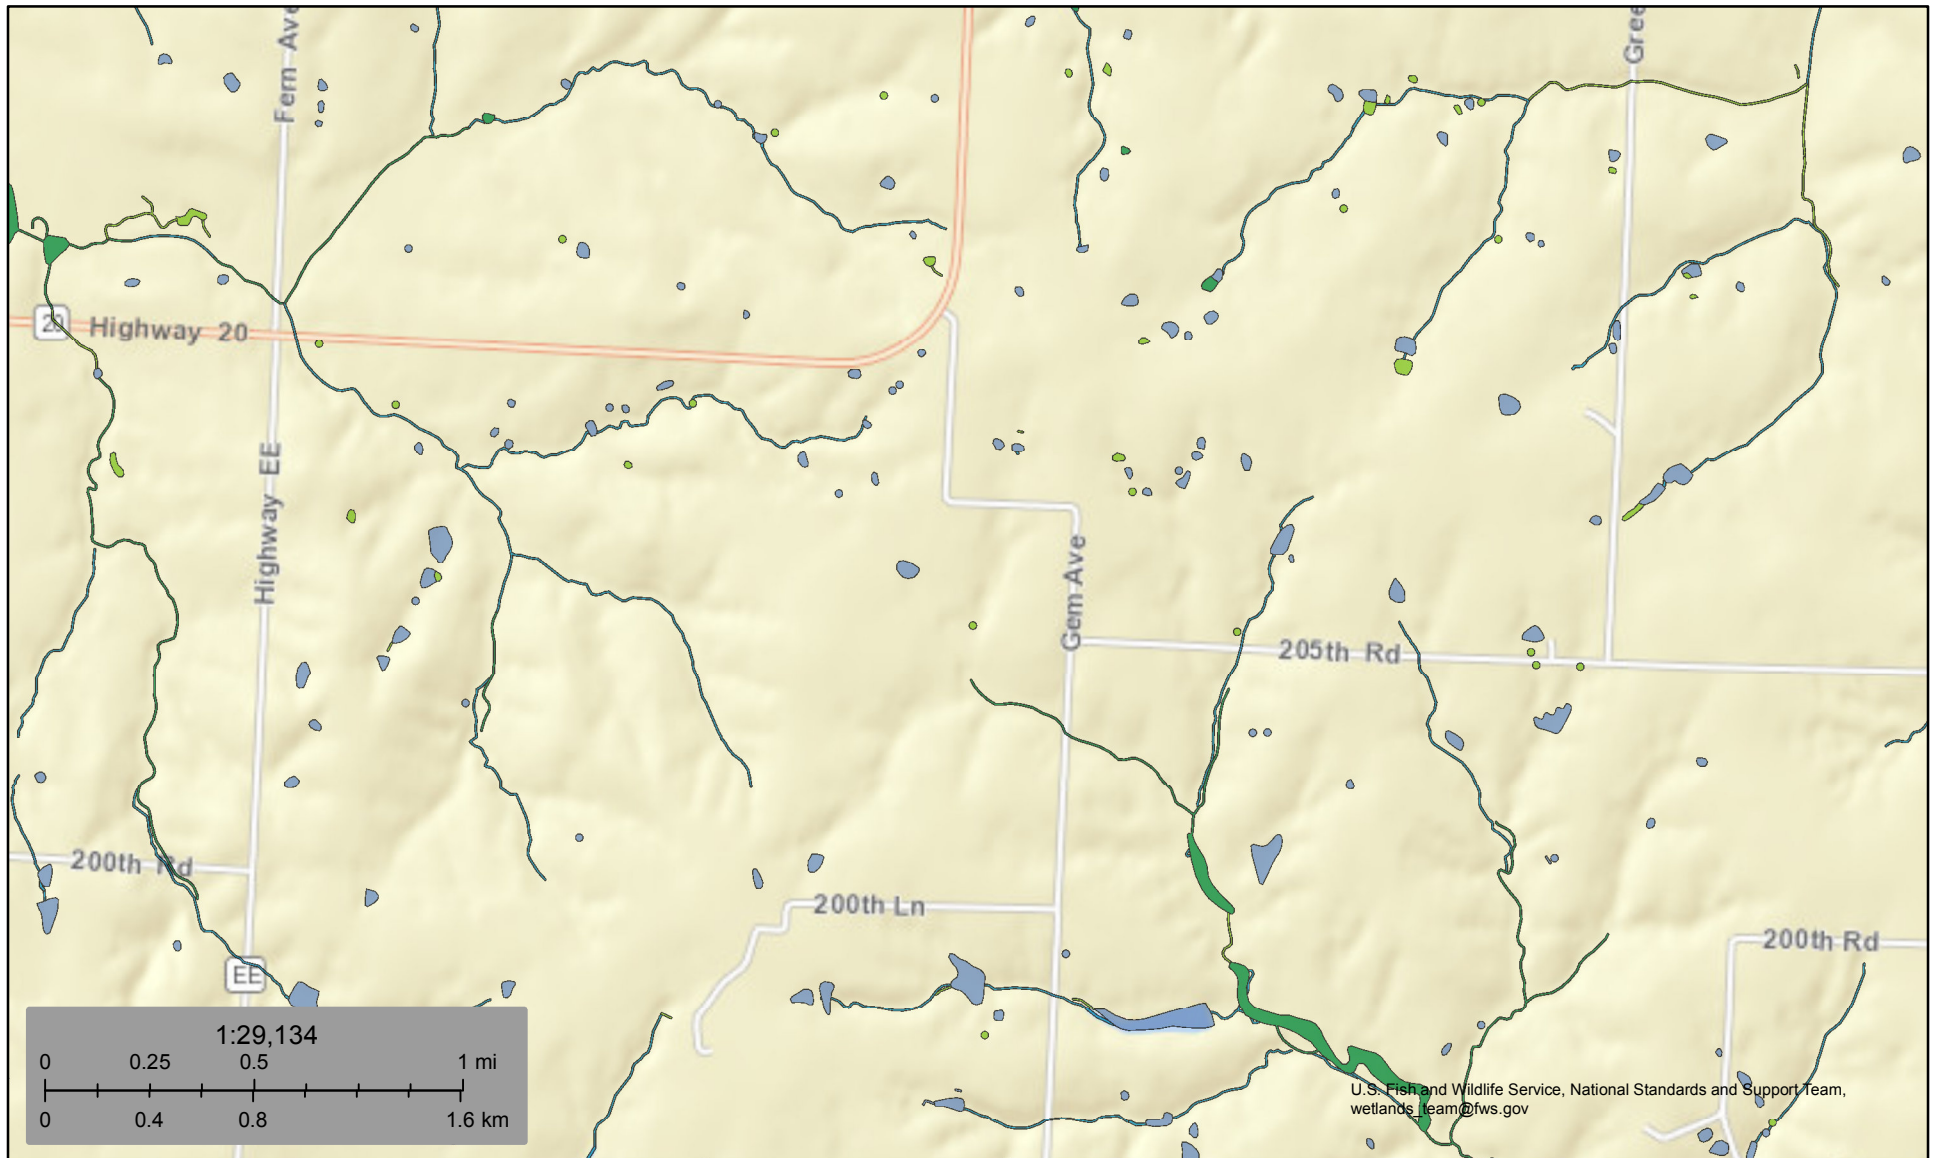 Fern Ave
Gree
20
Highway 20
Highway EE
Gem Ave
205th Rd
200th Rd
200th Ln
200th Rd
EE
1:29,134
0 0.25 0.5 1 mi
0 0.4 0.8 1.6 km
U.S. Fish and Wildlife Service, National Standards and Support Team,
wetlands_team@fws.gov